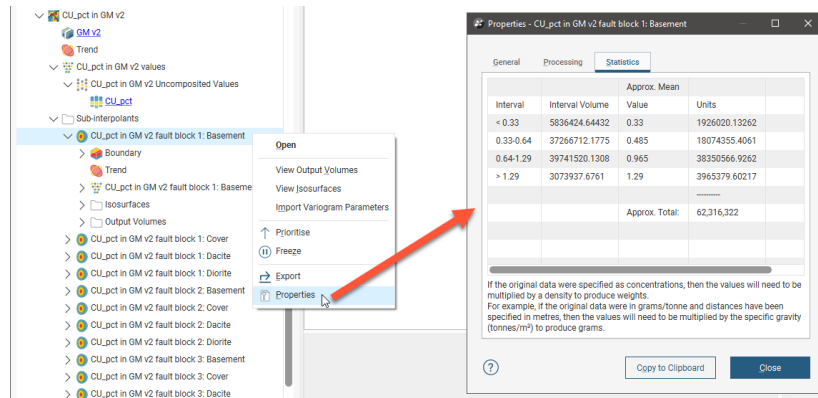 CU_pct in GM v2
GM v2
Trend
CU_pct in GM v2 values
CU_pct in GM v2 Uncomposited Values
CU_pct
Sub-interpolants
CU_pct in GM v2 fault block 1: Basement
Boundary
Trend
CU_pct in GM v2 fault block 1: Baseme
Isosurfaces
Output Volumes
CU_pct in GM v2 fault block 1: Cover
CU_pct in GM v2 fault block 1: Dacite
CU_pct in GM v2 fault block 1: Diorite
CU_pct in GM v2 fault block 2: Basement
CU_pct in GM v2 fault block 2: Cover
CU_pct in GM v2 fault block 2: Dacite
CU_pct in GM v2 fault block 2: Diorite
CU_pct in GM v2 fault block 3: Basement
CU_pct in GM v2 fault block 3: Cover
CU_pct in GM v2 fault block 3: Dacite
Open
View Output Volumes
View Isosurfaces
Import Variogram Parameters
Prioritise
Freeze
Export
Properties
Properties - CU_pct in GM v2 fault block 1: Basement
General Processing Statistics
Approx. Mean
Interval Interval Volume Value Units
< 0.33 5836424.64432 0.33 1926020.13262
0.33-0.64 37266712.1775 0.485 18074355.4061
0.64-1.29 39741520.1308 0.965 38350566.9262
> 1.29 3073937.6761 1.29 3965379.60217
----------
Approx. Total: 62,316,322
If the original data were specified as concentrations, then the values will need to be
multiplied by a density to produce weights.
For example, if the original data were in grams/tonne and distances have been
specified in metres, then the values will need to be multiplied by the specific gravity
(tonnes/m³) to produce grams.
? Copy to Clipboard Close